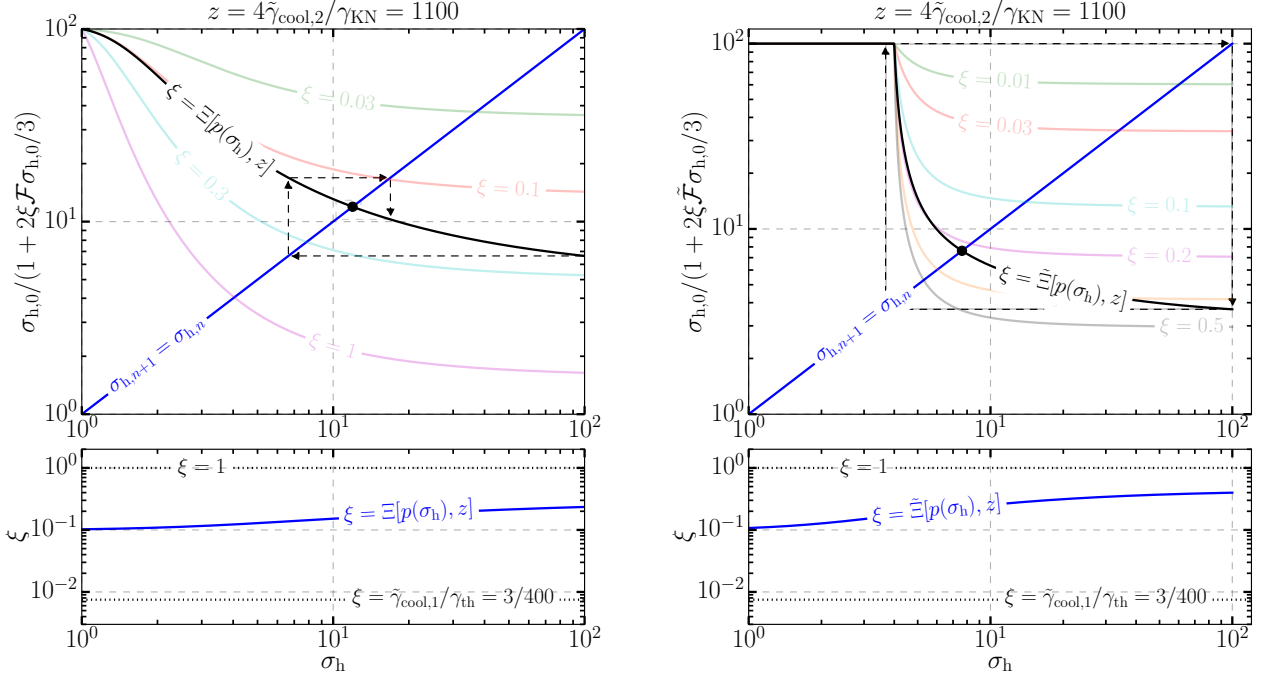 z = 4γ̃_cool,2/γ_KN = 1100
σ_h,0/(1 + 2ξℱσ_h,0/3)
10^2
10^1
10^0
ξ = 0.03
ξ = Ξ[p(σ_h), z]
ξ = 0.1
ξ = 0.3
ξ = 1
σ_h,n+1 = σ_h,n
10^0
10^1
10^2
ξ
10^0
10^-1
10^-2
ξ = 1
ξ = Ξ[p(σ_h), z]
ξ = γ̃_cool,1/γ_th = 3/400
10^0
10^1
10^2
σ_h
z = 4γ̃_cool,2/γ_KN = 1100
σ_h,0/(1 + 2ξℱ̃σ_h,0/3)
10^2
10^1
10^0
ξ = 0.01
ξ = 0.03
ξ = 0.1
ξ = 0.2
ξ = Ξ̃[p(σ_h), z]
ξ = 0.5
σ_h,n+1 = σ_h,n
10^0
10^1
10^2
ξ
10^0
10^-1
10^-2
ξ = 1
ξ = Ξ̃[p(σ_h), z]
ξ = γ̃_cool,1/γ_th = 3/400
10^0
10^1
10^2
σ_h